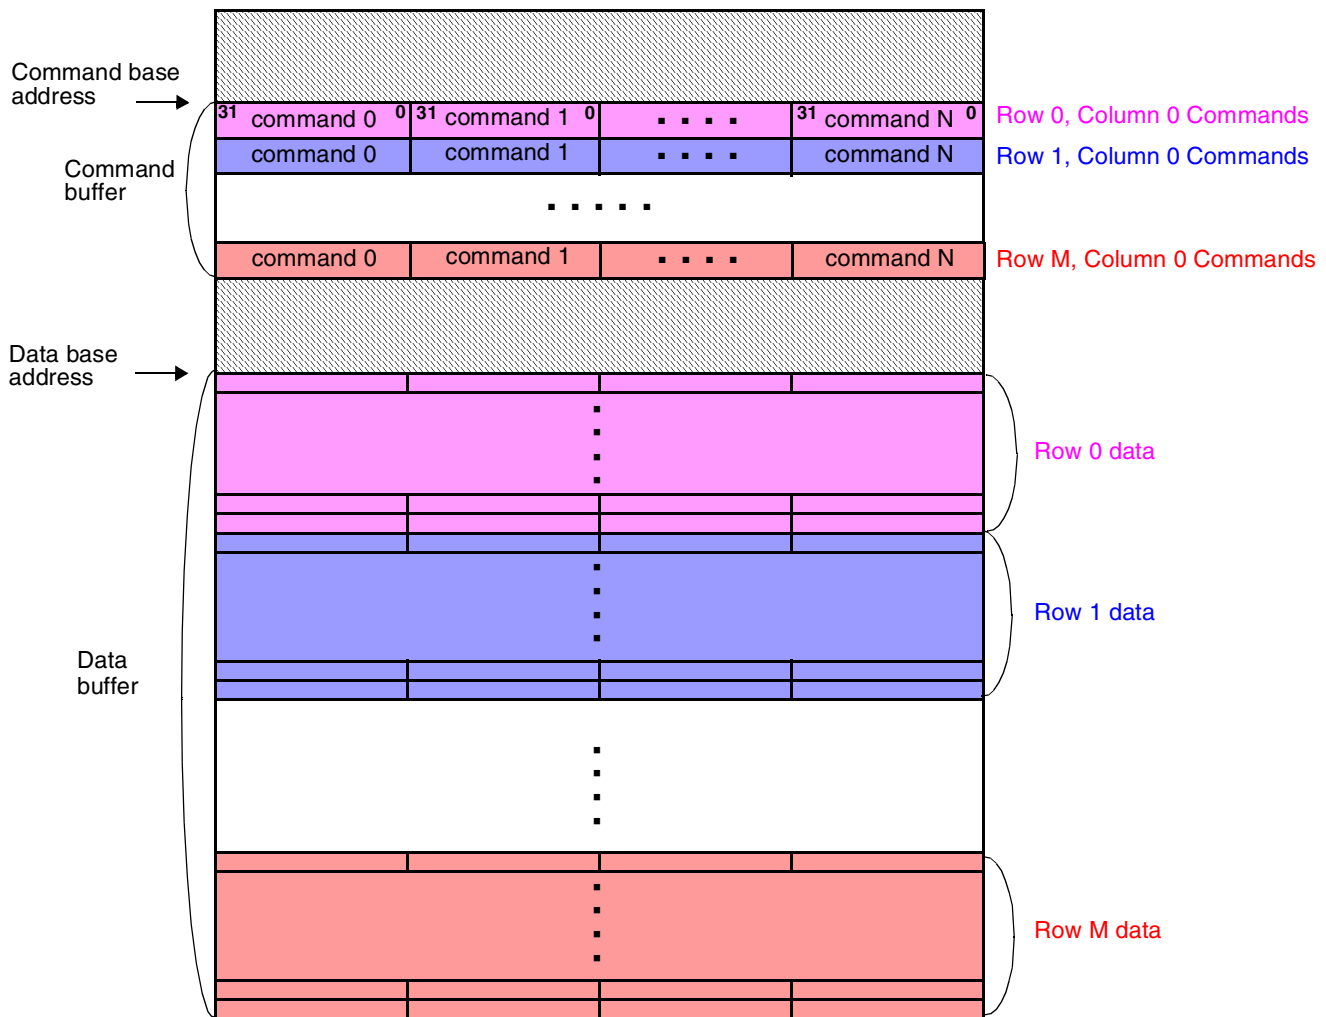 Command base
address
31 command 0 0 31 command 1 0 . . . . 31 command N 0 Row 0, Column 0 Commands
command 0 command 1 . . . . command N Row 1, Column 0 Commands
Command
buffer
. . . . .
command 0 command 1 . . . . command N Row M, Column 0 Commands
Data base
address
Row 0 data
Row 1 data
Data
buffer
Row M data